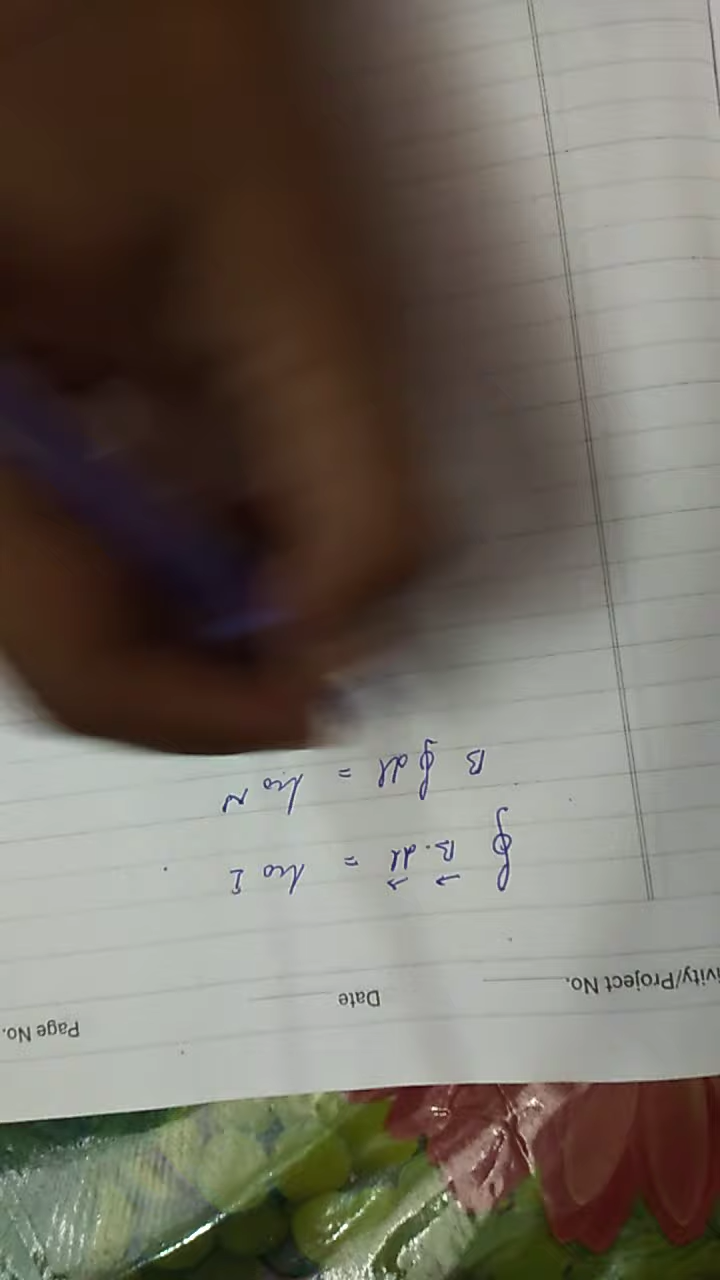 Page No.
ivity/Project No. Date
∮ B⃗ . dl⃗ = μ₀ I
B ∮ dl = μ₀ N